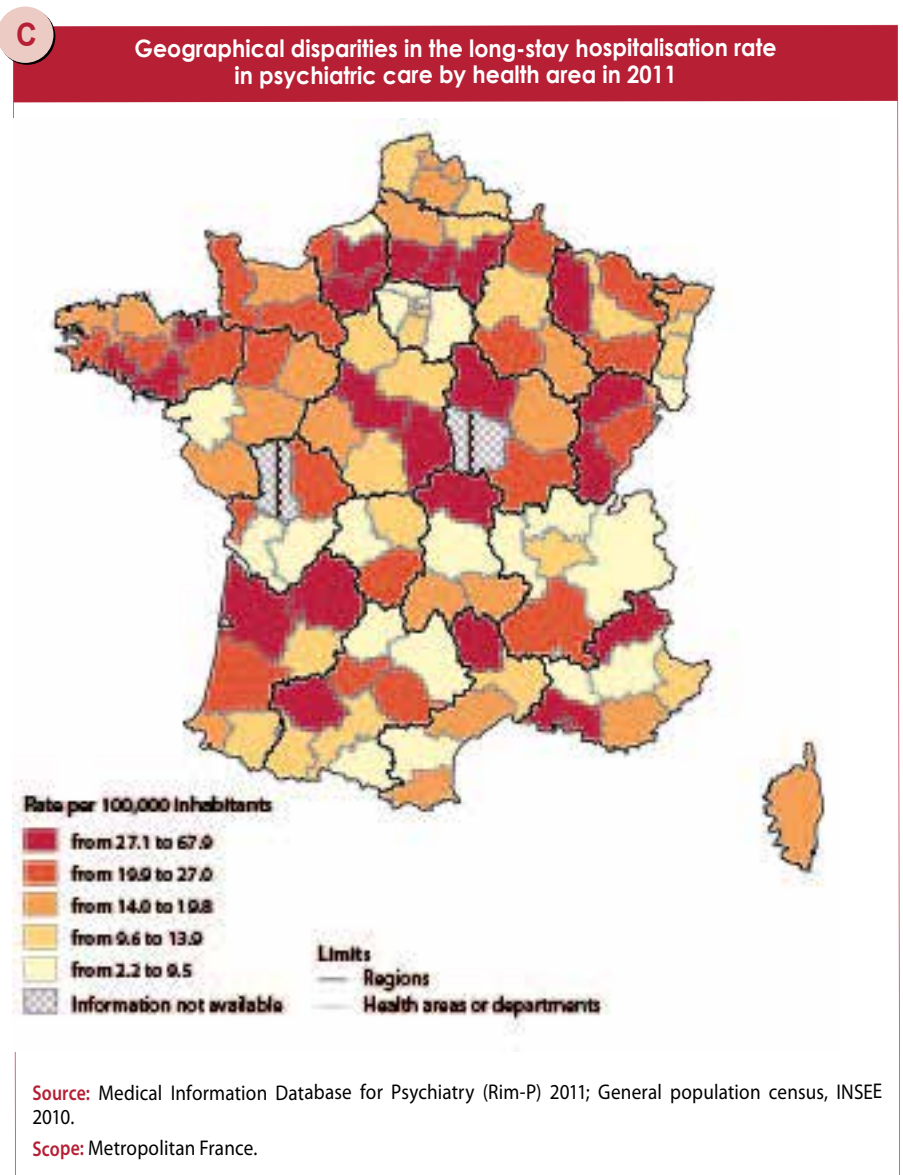 C
Geographical disparities in the long-stay hospitalisation rate
in psychiatric care by health area in 2011
Rate per 100,000 inhabitants
from 27.1 to 67.9
from 19.9 to 27.0
from 14.0 to 19.8
from 9.6 to 13.9
from 2.2 to 9.5
Information not available
Limits
Regions
Health areas or departments
Source: Medical Information Database for Psychiatry (Rim-P) 2011; General population census, INSEE
2010.
Scope: Metropolitan France.